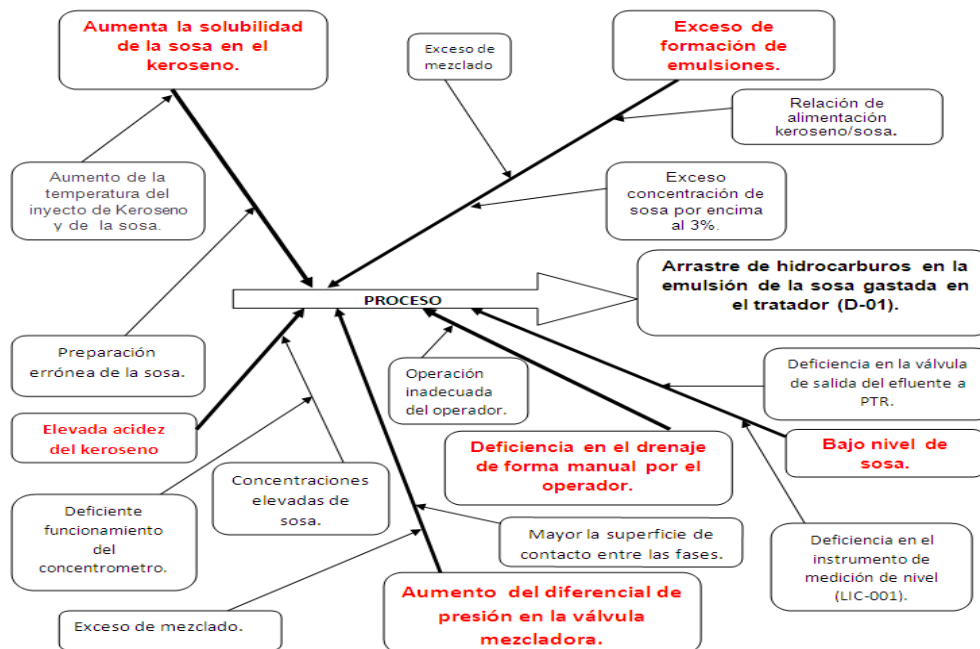 Aumenta la solubilidad
de la sosa en el
keroseno.
Exceso de
mezclado
Exceso de
formación de
emulsiones.
Relación de
alimentación
keroseno/sosa.
Aumento de la
temperatura del
inyecto de Keroseno
y de la sosa.
Exceso
concentración de
sosa por encima
al 3%.
Arrastre de hidrocarburos en la
emulsión de la sosa gastada en
el tratador (D-01).
PROCESO
Preparación
errónea de la sosa.
Operación
inadecuada
del operador.
Deficiencia en la válvula
de salida del efluente a
PTR.
Elevada acidez
del keroseno
Deficiencia en el drenaje
de forma manual por el
operador.
Bajo nivel de
sosa.
Deficiente
funcionamiento
del
concentrometro.
Concentraciones
elevadas de
sosa.
Mayor la superficie de
contacto entre las fases.
Deficiencia en el
instrumento de
medición de nivel
(LIC-001).
Exceso de mezclado.
Aumento del diferencial de
presión en la válvula
mezcladora.